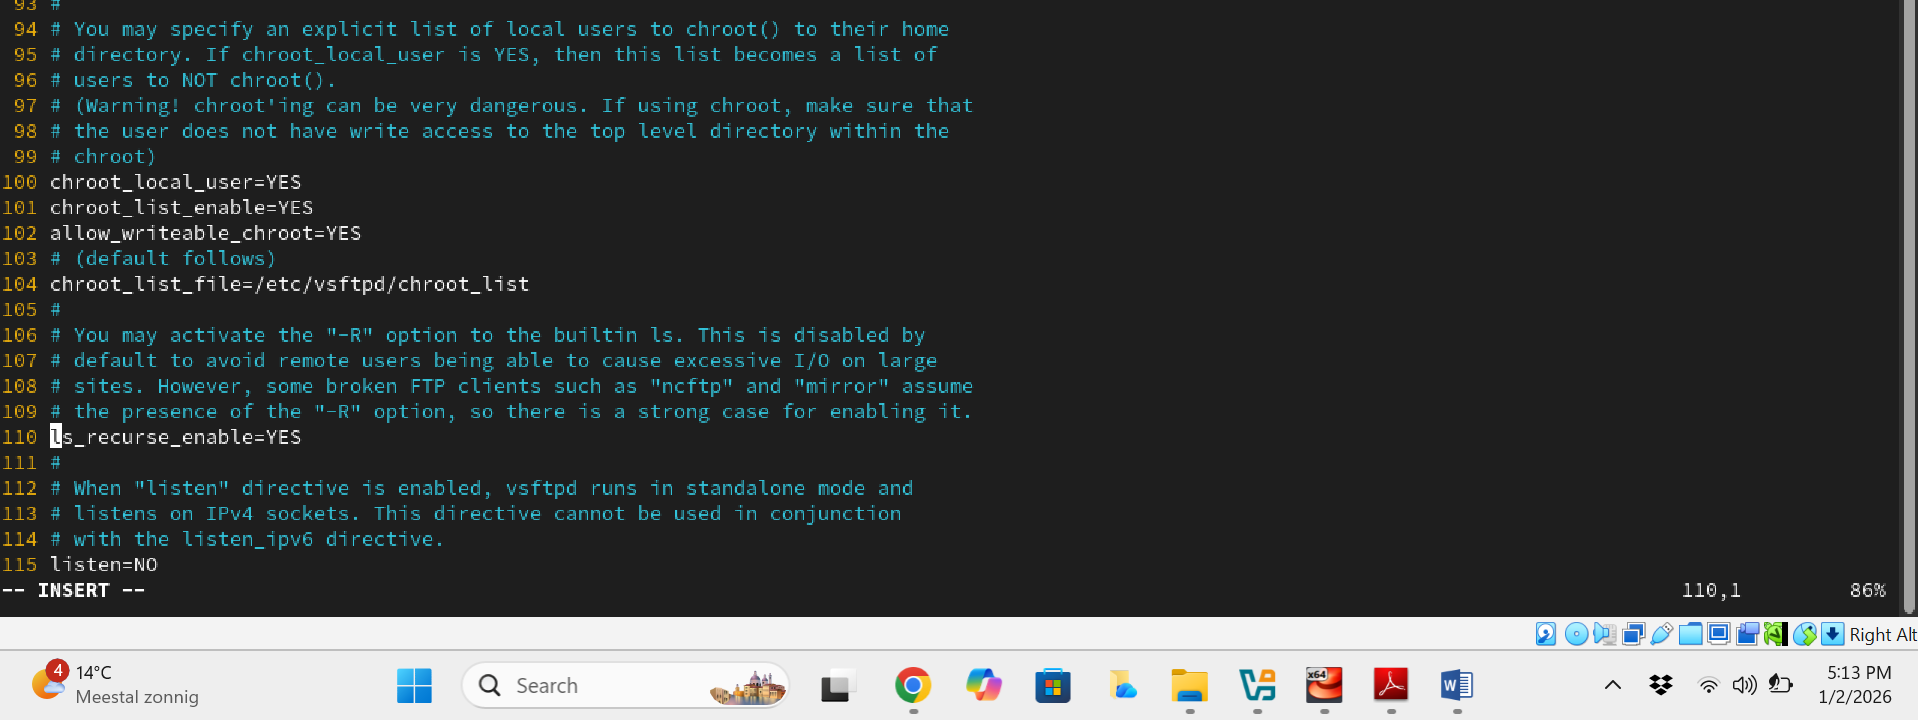 93 #
94 # You may specify an explicit list of local users to chroot() to their home
95 # directory. If chroot_local_user is YES, then this list becomes a list of
96 # users to NOT chroot().
97 # (Warning! chroot'ing can be very dangerous. If using chroot, make sure that
98 # the user does not have write access to the top level directory within the
99 # chroot)
100 chroot_local_user=YES
101 chroot_list_enable=YES
102 allow_writeable_chroot=YES
103 # (default follows)
104 chroot_list_file=/etc/vsftpd/chroot_list
105 #
106 # You may activate the "-R" option to the builtin ls. This is disabled by
107 # default to avoid remote users being able to cause excessive I/O on large
108 # sites. However, some broken FTP clients such as "ncftp" and "mirror" assume
109 # the presence of the "-R" option, so there is a strong case for enabling it.
110 ls_recurse_enable=YES
111 #
112 # When "listen" directive is enabled, vsftpd runs in standalone mode and
113 # listens on IPv4 sockets. This directive cannot be used in conjunction
114 # with the listen_ipv6 directive.
115 listen=NO
-- INSERT -- 110,1 86%
Right Alt
4 14°C
Meestal zonnig
Search
x64
5:13 PM
1/2/2026